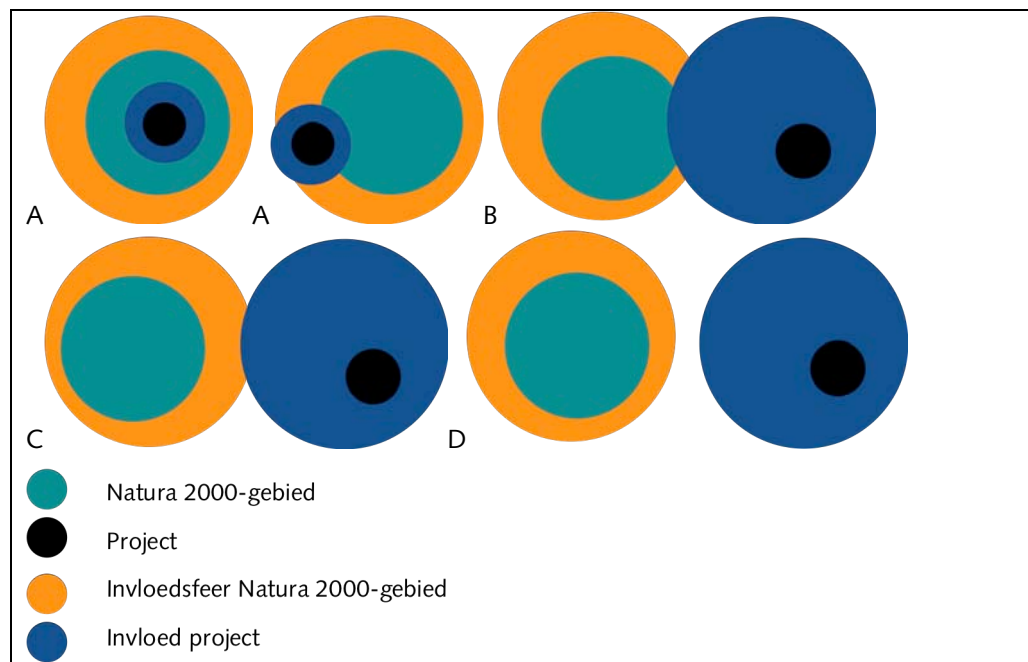 A
A
B
C
D
Natura 2000-gebied
Project
Invloedsfeer Natura 2000-gebied
Invloed project